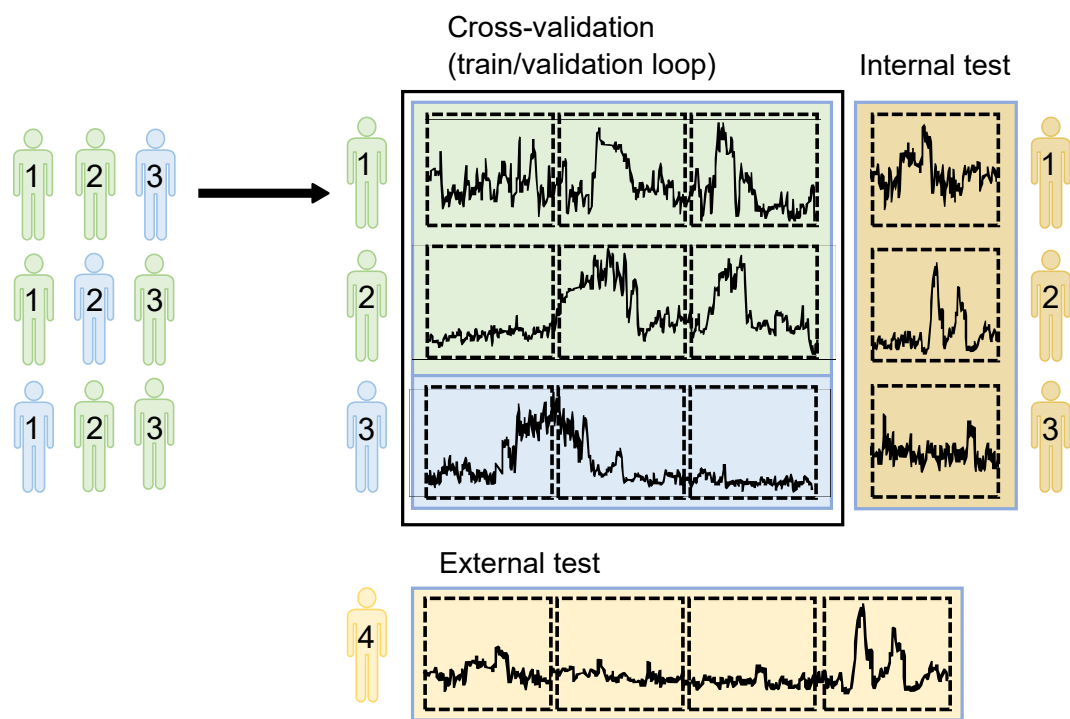 Cross-validation
(train/validation loop)
Internal test
1 2 3
1
1
2
2
1 2 3
3
3
1 2 3
External test
4